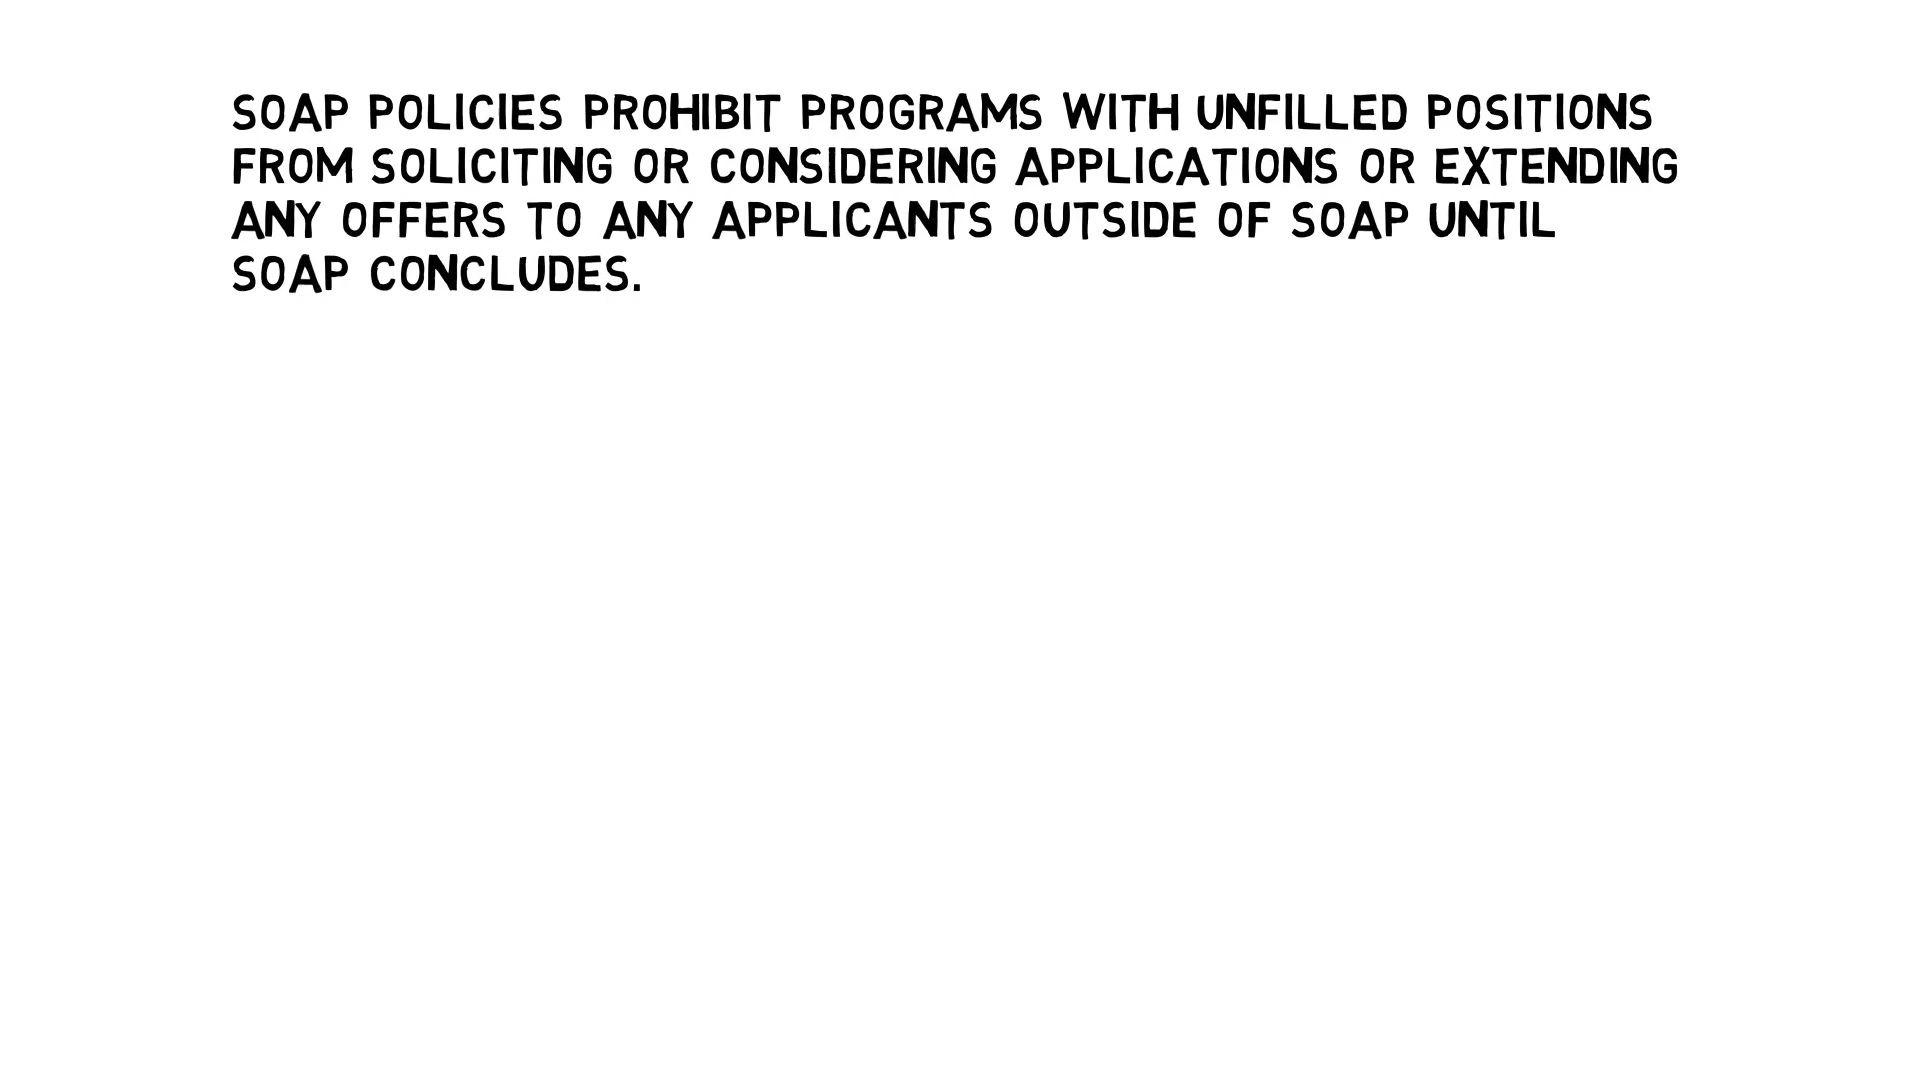 SOAP POLICIES PROHIBIT PROGRAMS WITH UNFILLED POSITIONS
FROM SOLICITING OR CONSIDERING APPLICATIONS OR EXTENDING
ANY OFFERS TO ANY APPLICANTS OUTSIDE OF SOAP UNTIL
SOAP CONCLUDES.